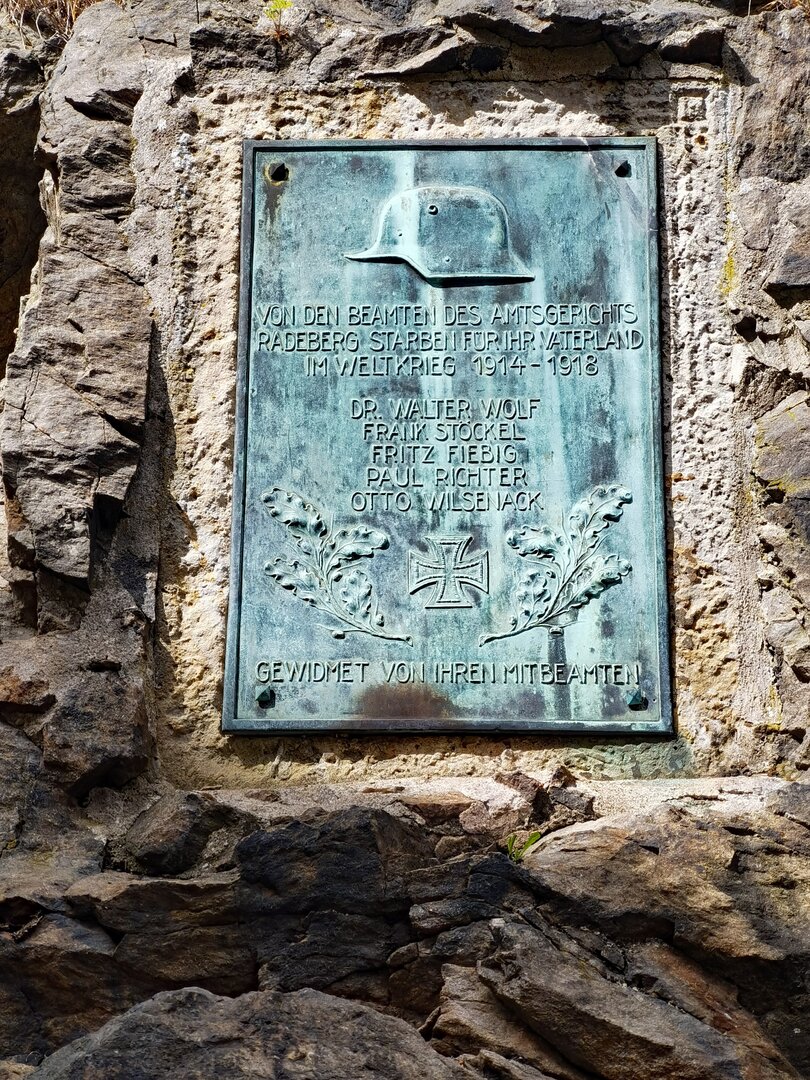 VON DEN BEAMTEN DES AMTSGERICHTS
RADEBERG STARBEN FÜR IHR VATERLAND
IM WELTKRIEG 1914-1918
DR. WALTER WOLF
FRANK STÖCKEL
FRITZ FIEBIG
PAUL RICHTER
OTTO WILSENACK
GEWIDMET VON IHREN MITBEAMTEN